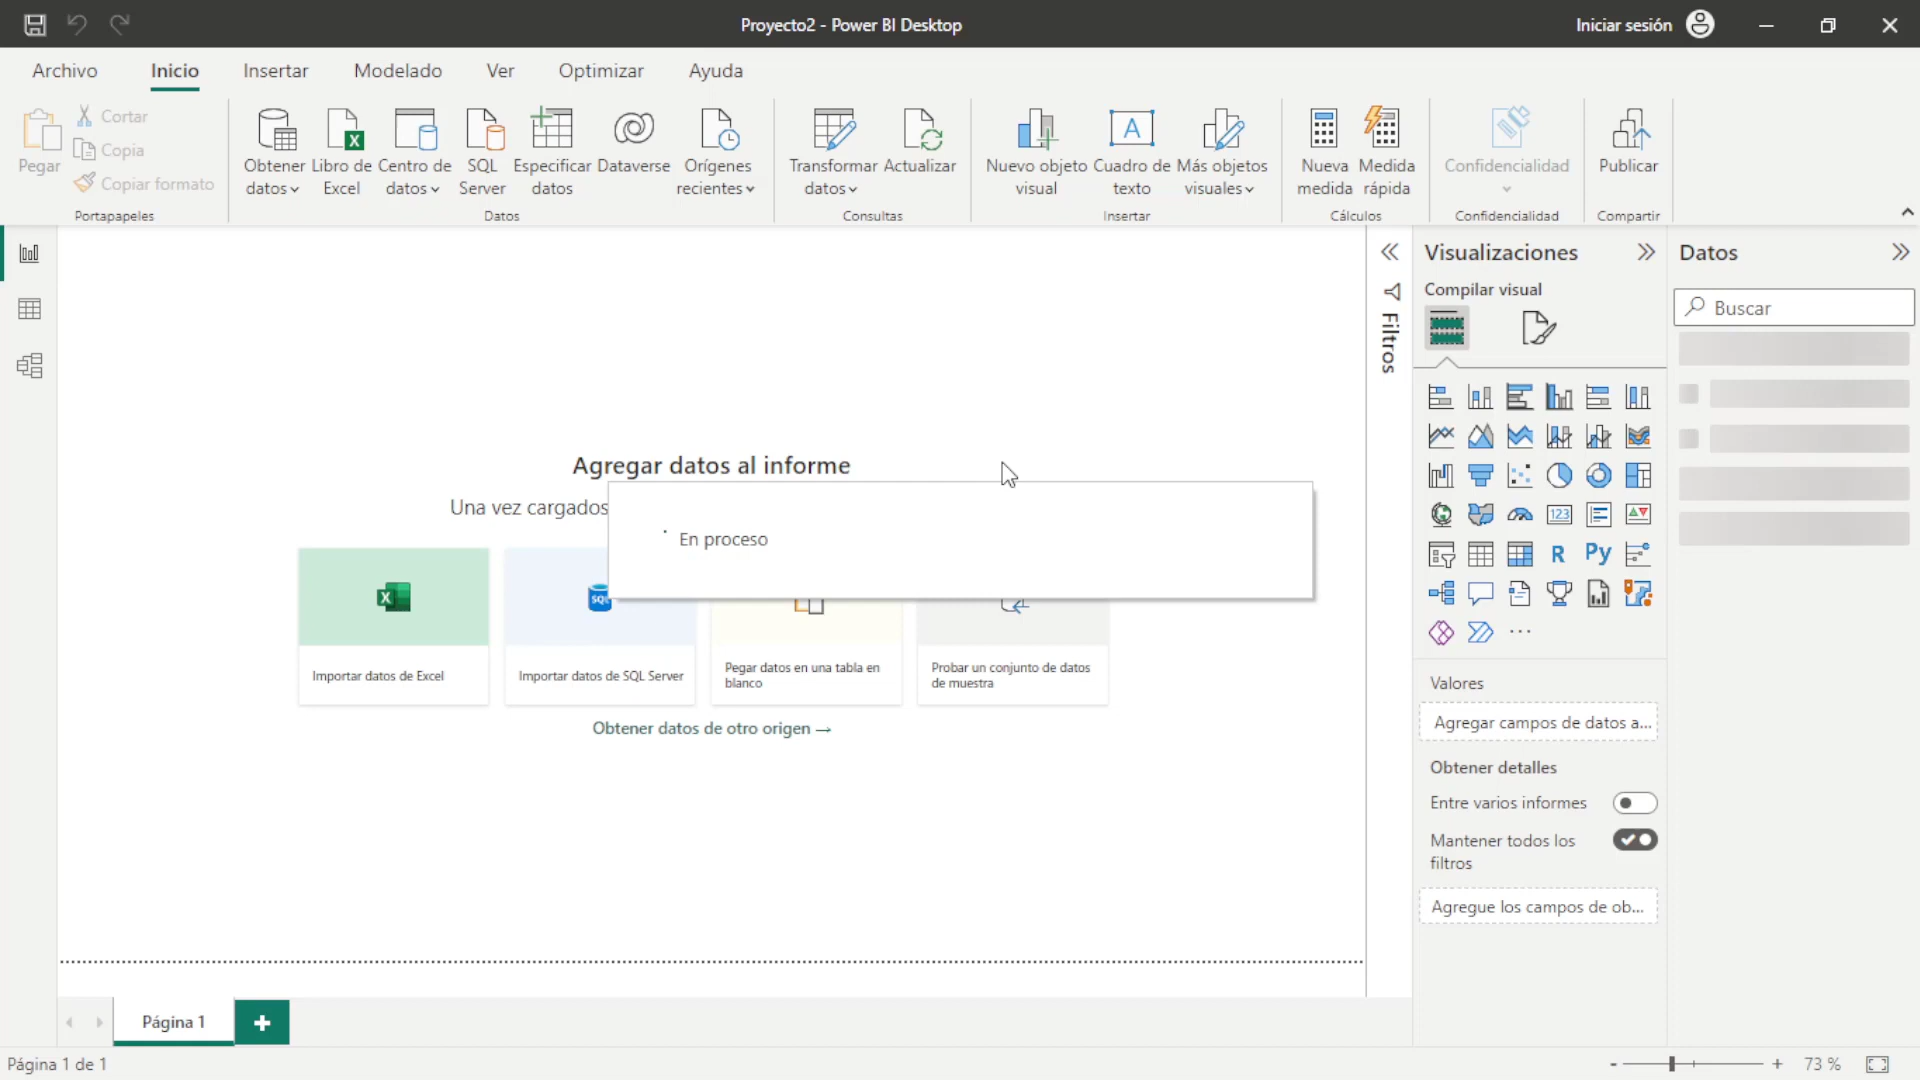 Proyecto2 - Power BI Desktop
Iniciar sesión
Archivo
Inicio
Insertar
Modelado
Ver
Optimizar
Ayuda
Pegar
Cortar
Copia
Copiar formato
Portapapeles
Obtener
datos
Libro de
Excel
Centro de
datos
SQL
Server
Especificar
datos
Dataverse
Orígenes
recientes
Datos
Transformar
datos
Actualizar
Consultas
Nuevo objeto
visual
Cuadro de
texto
Más objetos
visuales
Insertar
Nueva
medida
Medida
rápida
Cálculos
Confidencialidad
Confidencialidad
Publicar
Compartir
Agregar datos al informe
Una vez cargados
En proceso
SQL
Importar datos de Excel
Importar datos de SQL Server
Pegar datos en una tabla en
blanco
Probar un conjunto de datos
de muestra
Obtener datos de otro origen →
Filtros
Visualizaciones
Compilar visual
123
R
Py
Valores
Agregar campos de datos a...
Obtener detalles
Entre varios informes
Mantener todos los
filtros
Agregue los campos de ob...
Datos
Buscar
Página 1
Página 1 de 1
73 %